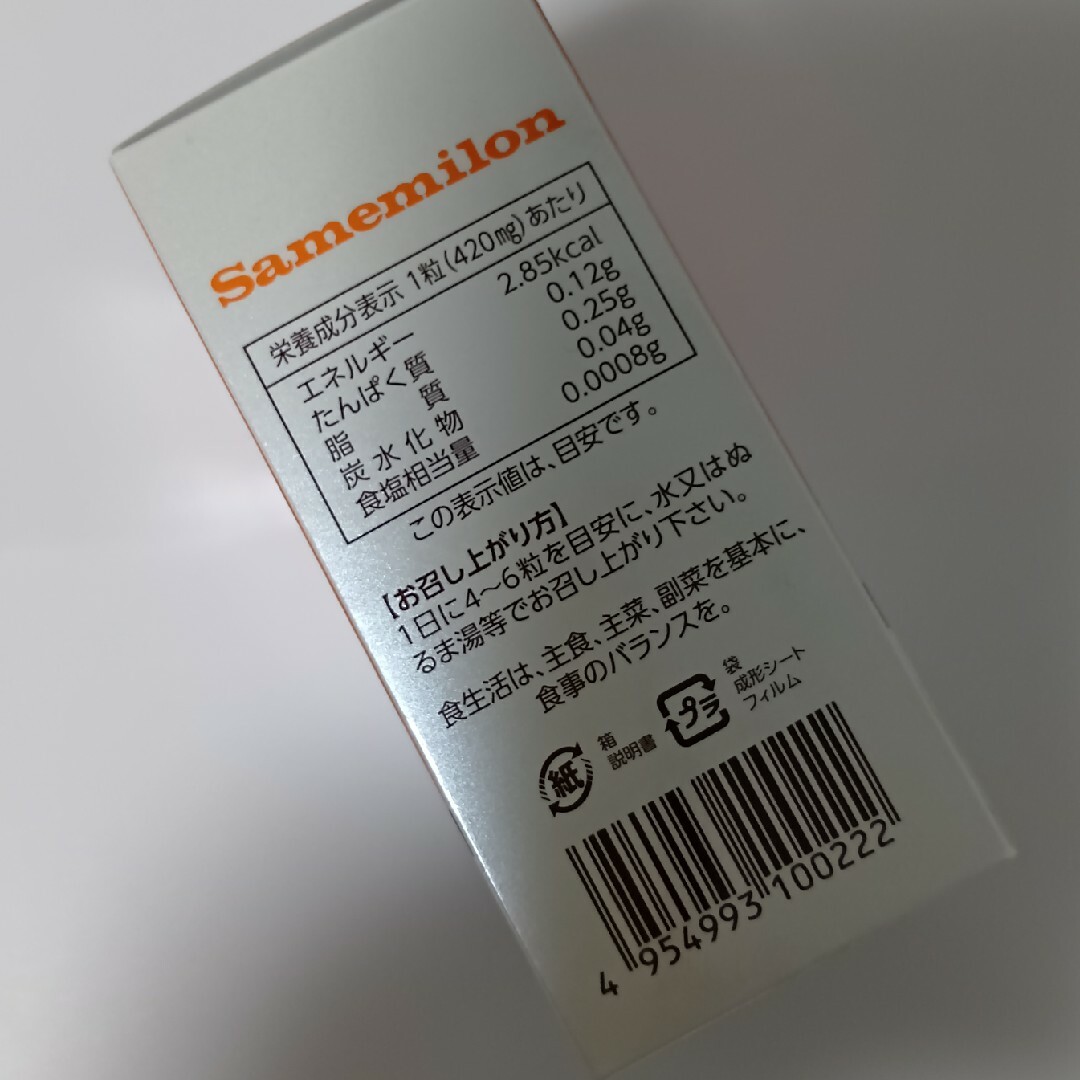 Samemilon
栄養成分表示 1粒(420㎎)あたり
エネルギー 2.85kcal
たんぱく質 0.12g
脂質 0.25g
炭水化物 0.04g
食塩相当量 0.0008g
この表示値は、目安です。
【お召し上がり方】
1日に4〜6粒を目安に、水又はぬ
るま湯等でお召し上がり下さい。
食生活は、主食、主菜、副菜を基本に、
食事のバランスを。
紙
箱
説明書
プラ
袋
成形シート
フィルム
4 954993 100222